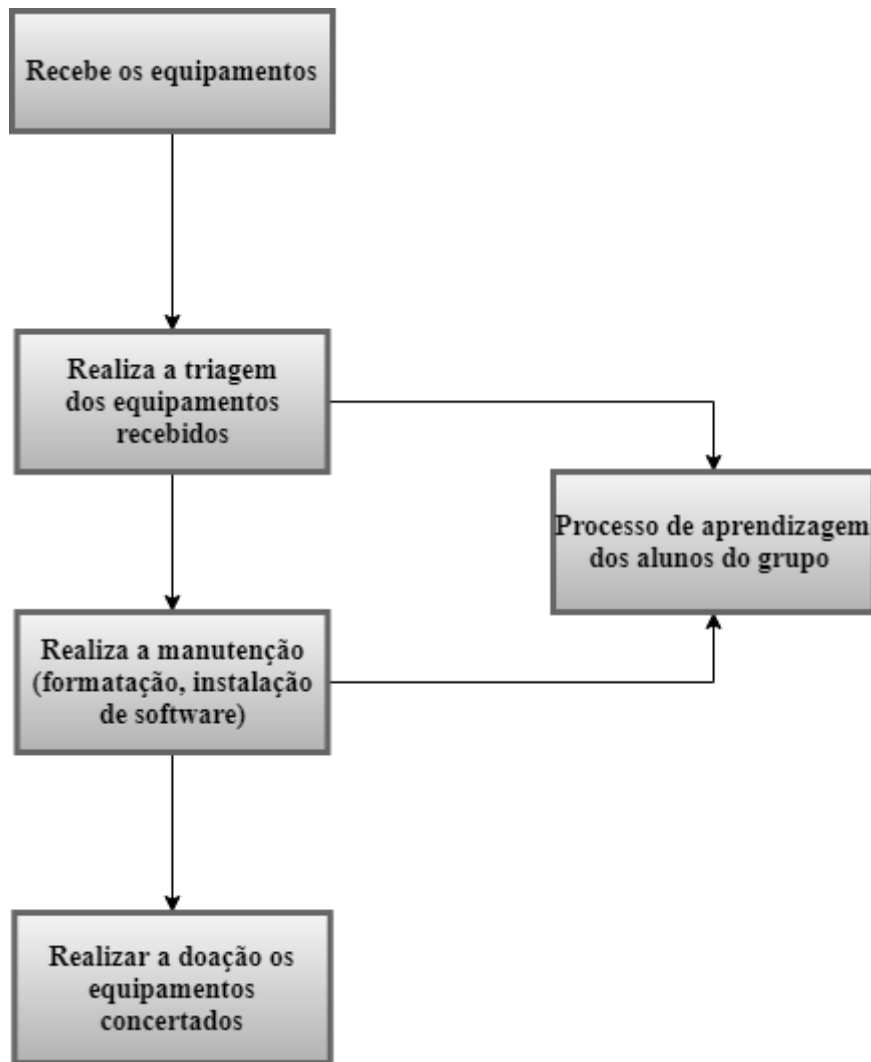 Recebe os equipamentos
Realiza a triagem
dos equipamentos
recebidos
Processo de aprendizagem
dos alunos do grupo
Realiza a manutenção
(formatação, instalação
de software)
Realizar a doação os
equipamentos
concertados